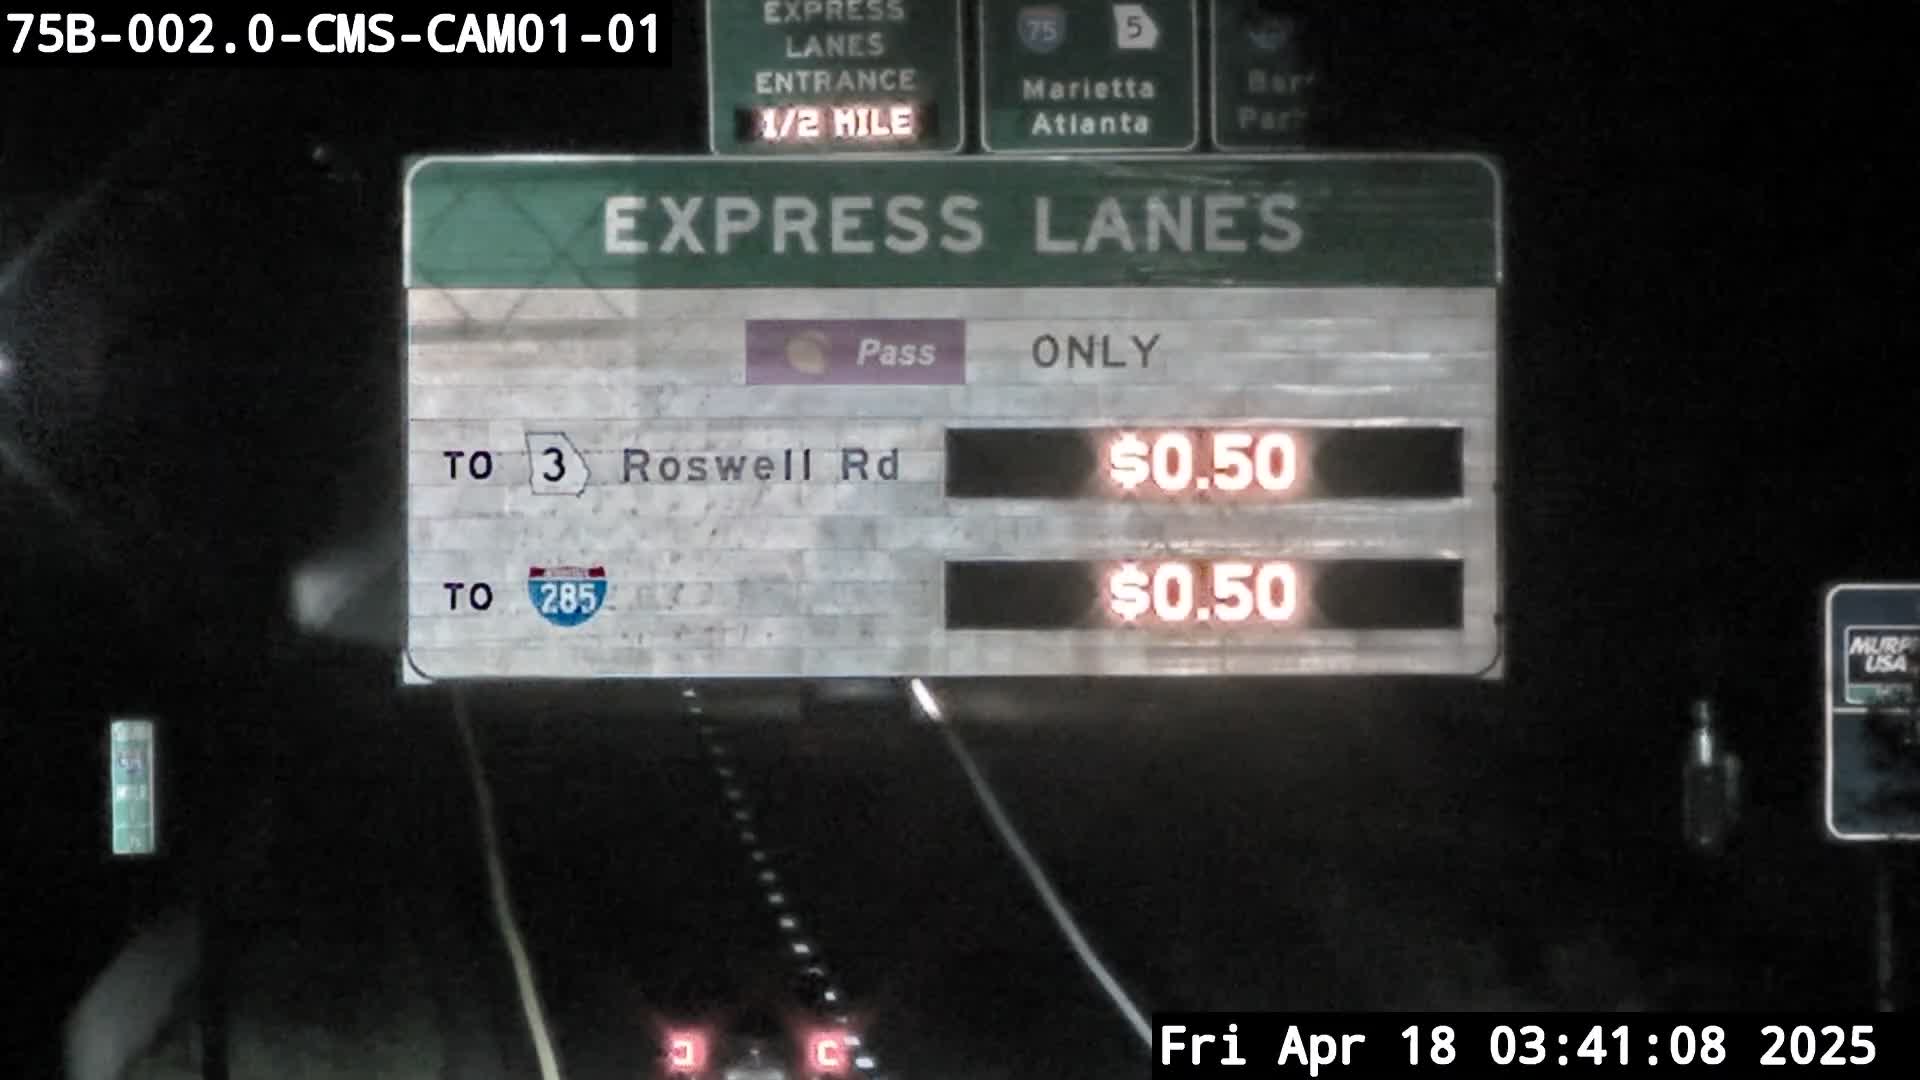 75B-002.0-CMS-CAM01-01
EXPRESS
LANES
ENTRANCE
1/2 MILE
75 5
Marietta
Atlanta
EXPRESS LANES
Pass ONLY
TO 3 Roswell Rd $0.50
TO 285 $0.50
USA
Fri Apr 18 03:41:08 2025